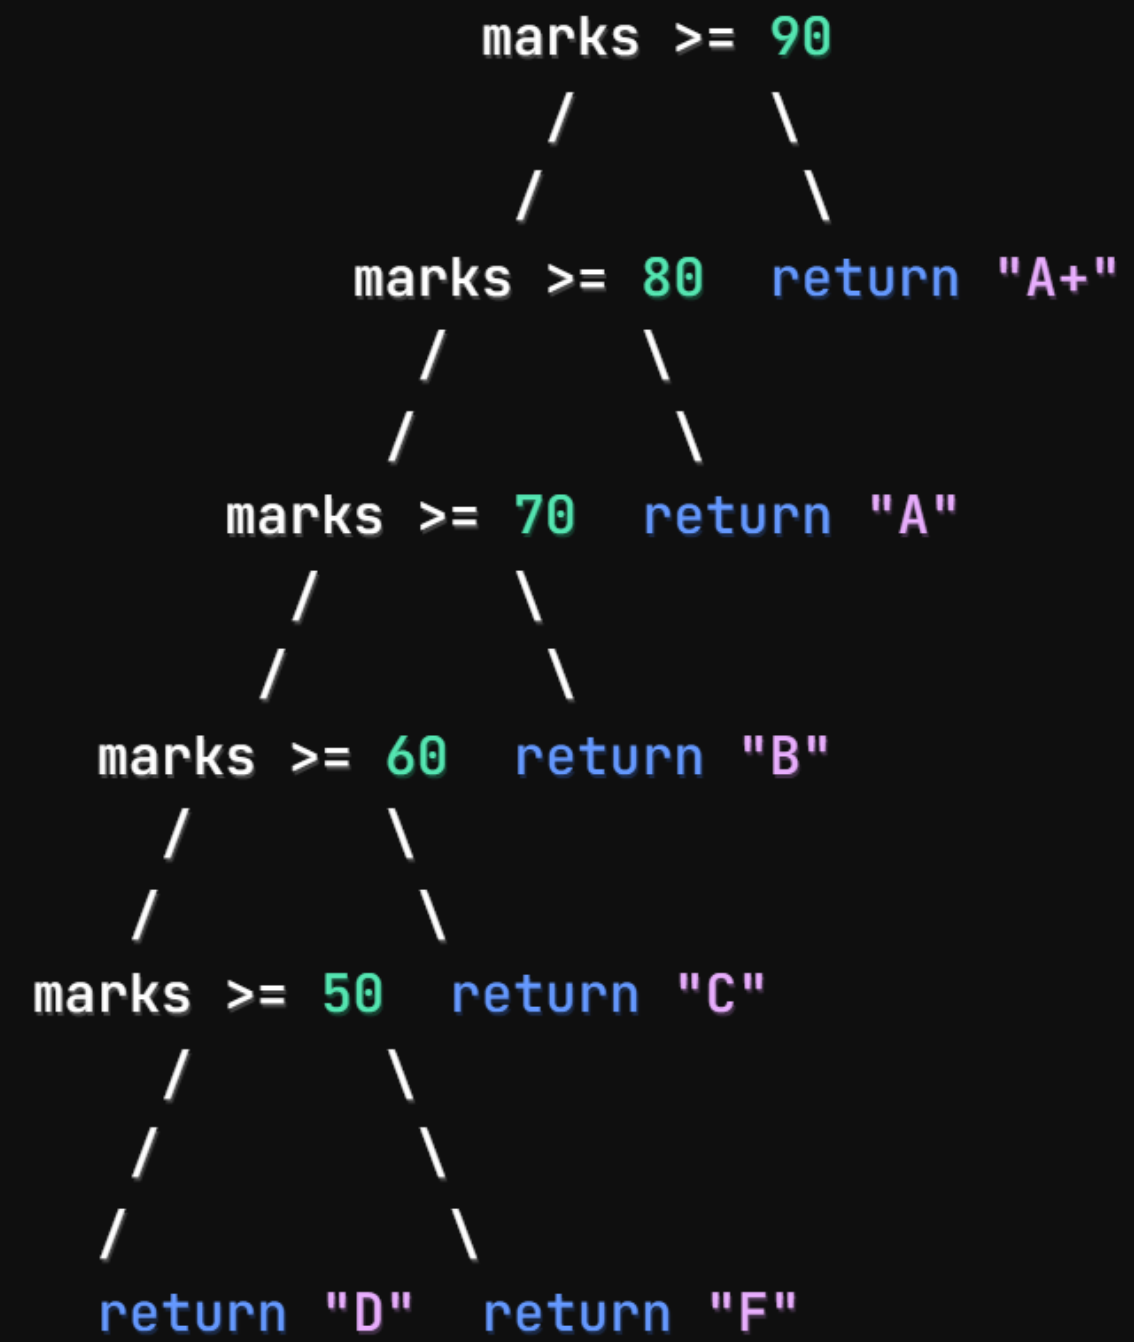 marks >= 90
/ \
/ \
marks >= 80 return "A+"
/ \
/ \
marks >= 70 return "A"
/ \
/ \
marks >= 60 return "B"
/ \
/ \
marks >= 50 return "C"
/ \
/ \
/ \
return "D" return "F"